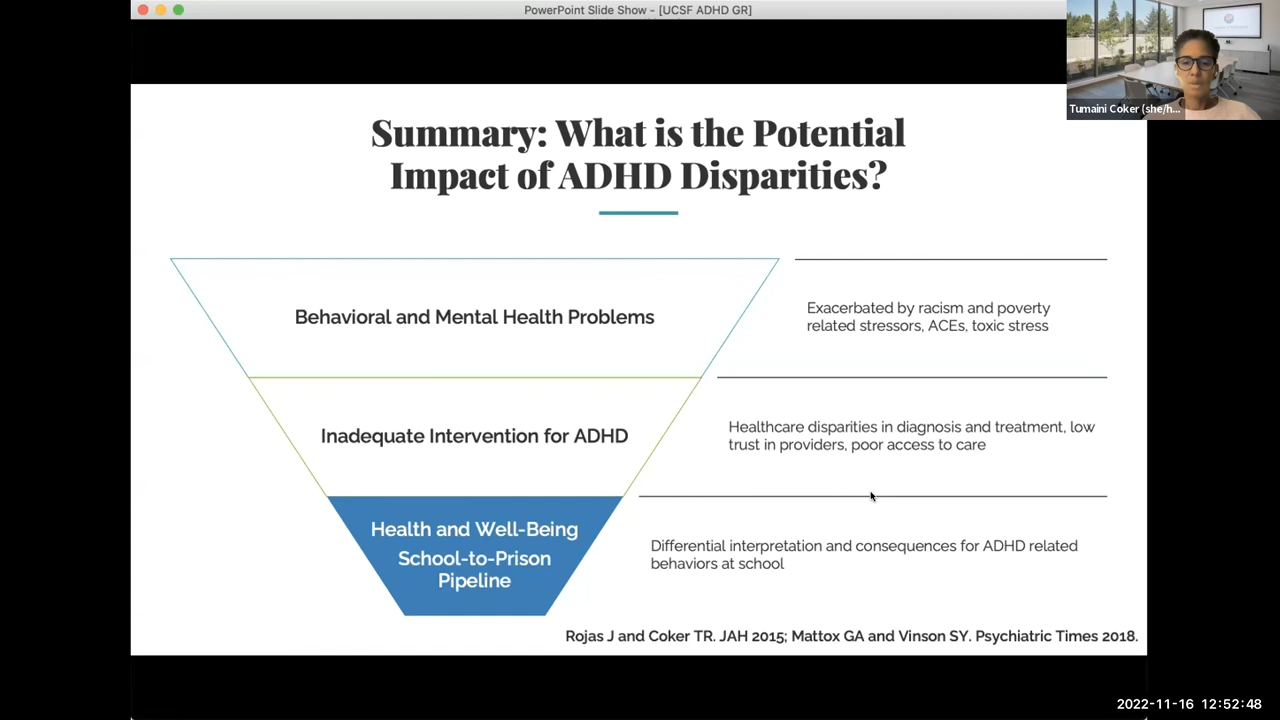 PowerPoint Slide Show - [UCSF ADHD GR]
Tumaini Coker (she/h...
Summary: What is the Potential
Impact of ADHD Disparities?
Behavioral and Mental Health Problems
Exacerbated by racism and poverty
related stressors, ACEs, toxic stress
Inadequate Intervention for ADHD
Healthcare disparities in diagnosis and treatment, low
trust in providers, poor access to care
Health and Well-Being
School-to-Prison
Pipeline
Differential interpretation and consequences for ADHD related
behaviors at school
Rojas J and Coker TR. JAH 2015; Mattox GA and Vinson SY. Psychiatric Times 2018.
2022-11-16 12:52:48